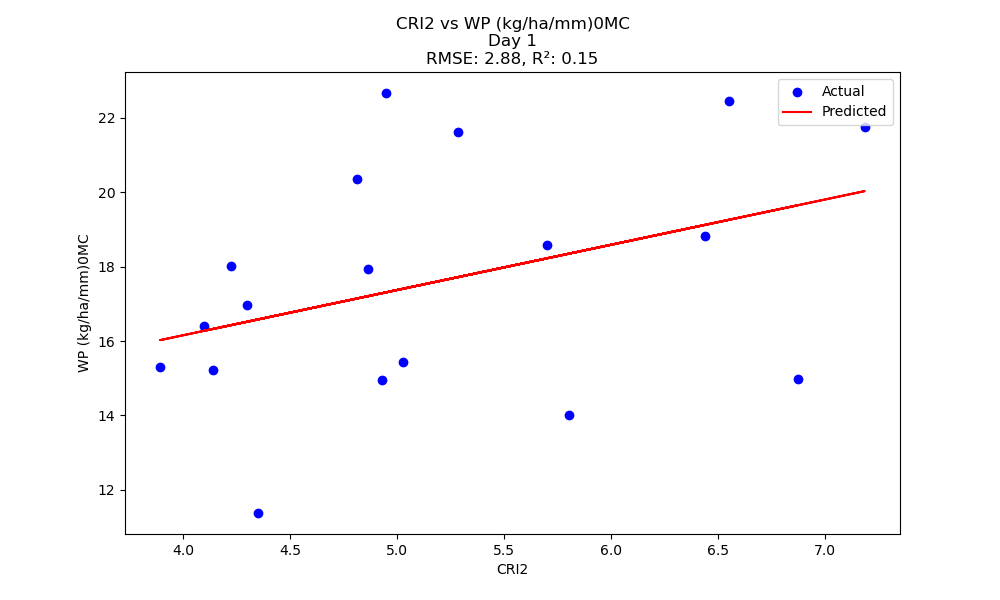 CRI2 vs WP (kg/ha/mm)0MC
Day 1
RMSE: 2.88, R²: 0.15
Actual
Predicted
22
20
18
16
14
12
WP (kg/ha/mm)0MC
4.0 4.5 5.0 5.5 6.0 6.5 7.0
CRI2